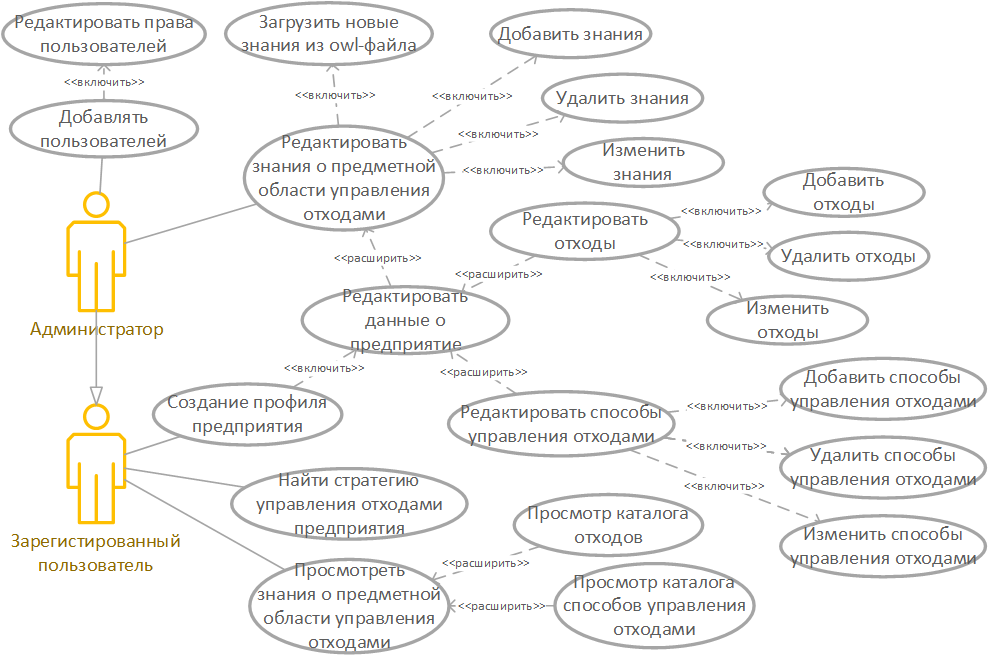 Редактировать права
пользователей
<<включить>>
Добавлять
пользователей
Администратор
Загрузить новые
знания из owl-файла
<<включить>>
Добавить знания
<<включить>>
Удалить знания
<<включить>>
Изменить
знания
<<включить>>
Редактировать
знания о предметной
области управления
отходами
<<расширить>>
Редактировать
отходы
<<включить>>
Добавить
отходы
<<включить>>
Удалить отходы
<<включить>>
Изменить
отходы
<<расширить>>
Редактировать
данные о
предприятие
<<включить>>
<<расширить>>
Создание профиля
предприятия
Редактировать способы
управления отходами
<<включить>>
Добавить способы
управления отходами
<<включить>>
Удалить способы
управления отходами
<<включить>>
Изменить способы
управления отходами
Зарегистированный
пользователь
Найти стратегию
управления отходами
предприятия
Просмотр каталога
отходов
<<расширить>>
Просмотреть
знания о предметной
области управления
отходами
<<расширить>>
Просмотр каталога
способов управления
отходами